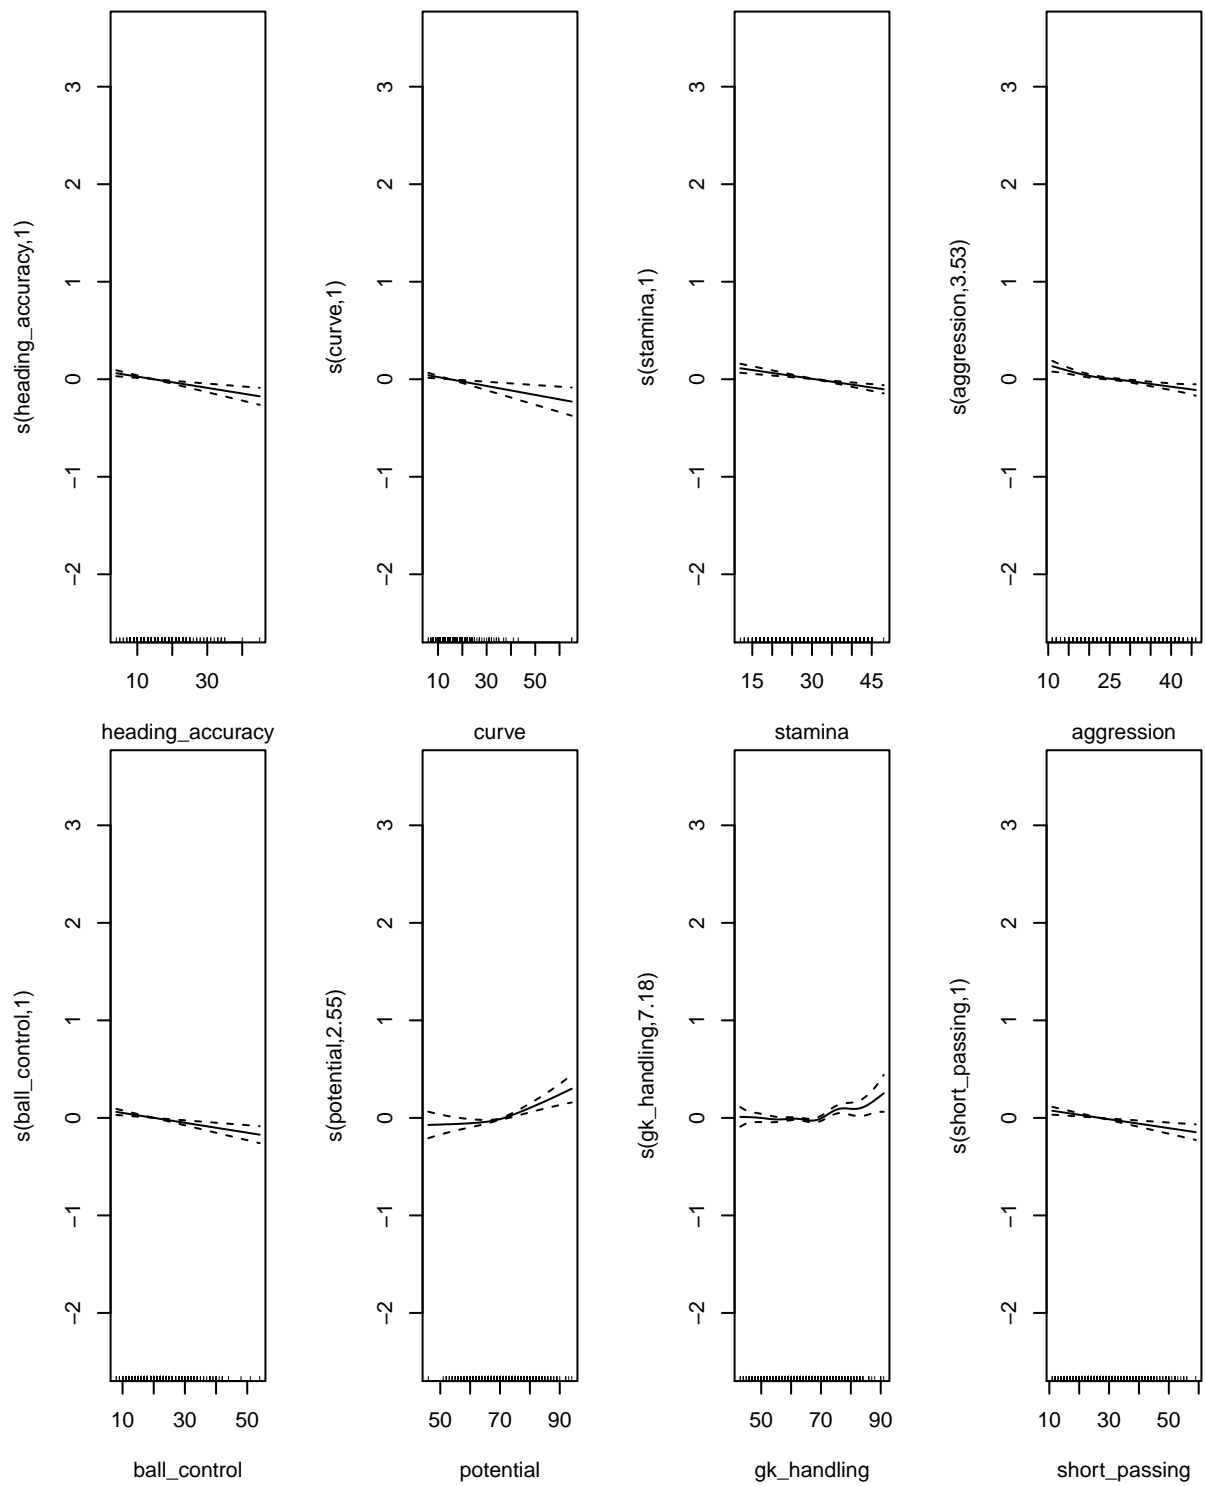 s(heading_accuracy,1)
3
2
1
0
−1
−2
10 30
heading_accuracy
s(curve,1)
3
2
1
0
−1
−2
10 30 50
curve
s(stamina,1)
3
2
1
0
−1
−2
15 30 45
stamina
s(aggression,3.53)
3
2
1
0
−1
−2
10 25 40
aggression
s(ball_control,1)
3
2
1
0
−1
−2
10 30 50
ball_control
s(potential,2.55)
3
2
1
0
−1
−2
50 70 90
potential
s(gk_handling,7.18)
3
2
1
0
−1
−2
50 70 90
gk_handling
s(short_passing,1)
3
2
1
0
−1
−2
10 30 50
short_passing